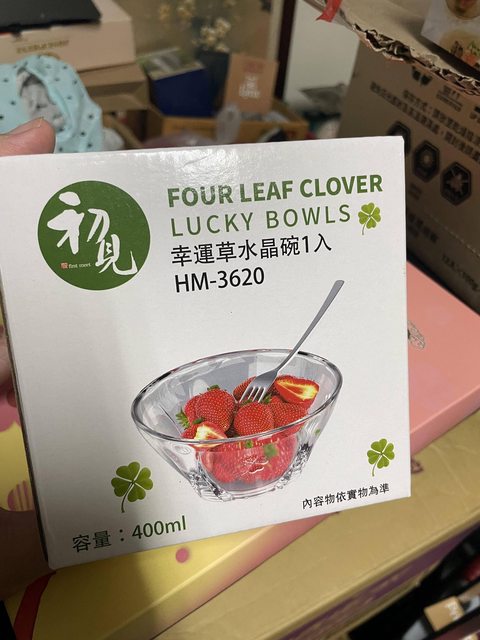 初見
first meet
FOUR LEAF CLOVER
LUCKY BOWLS
幸運草水晶碗1入
HM-3620
內容物依實物為準
容量：400ml